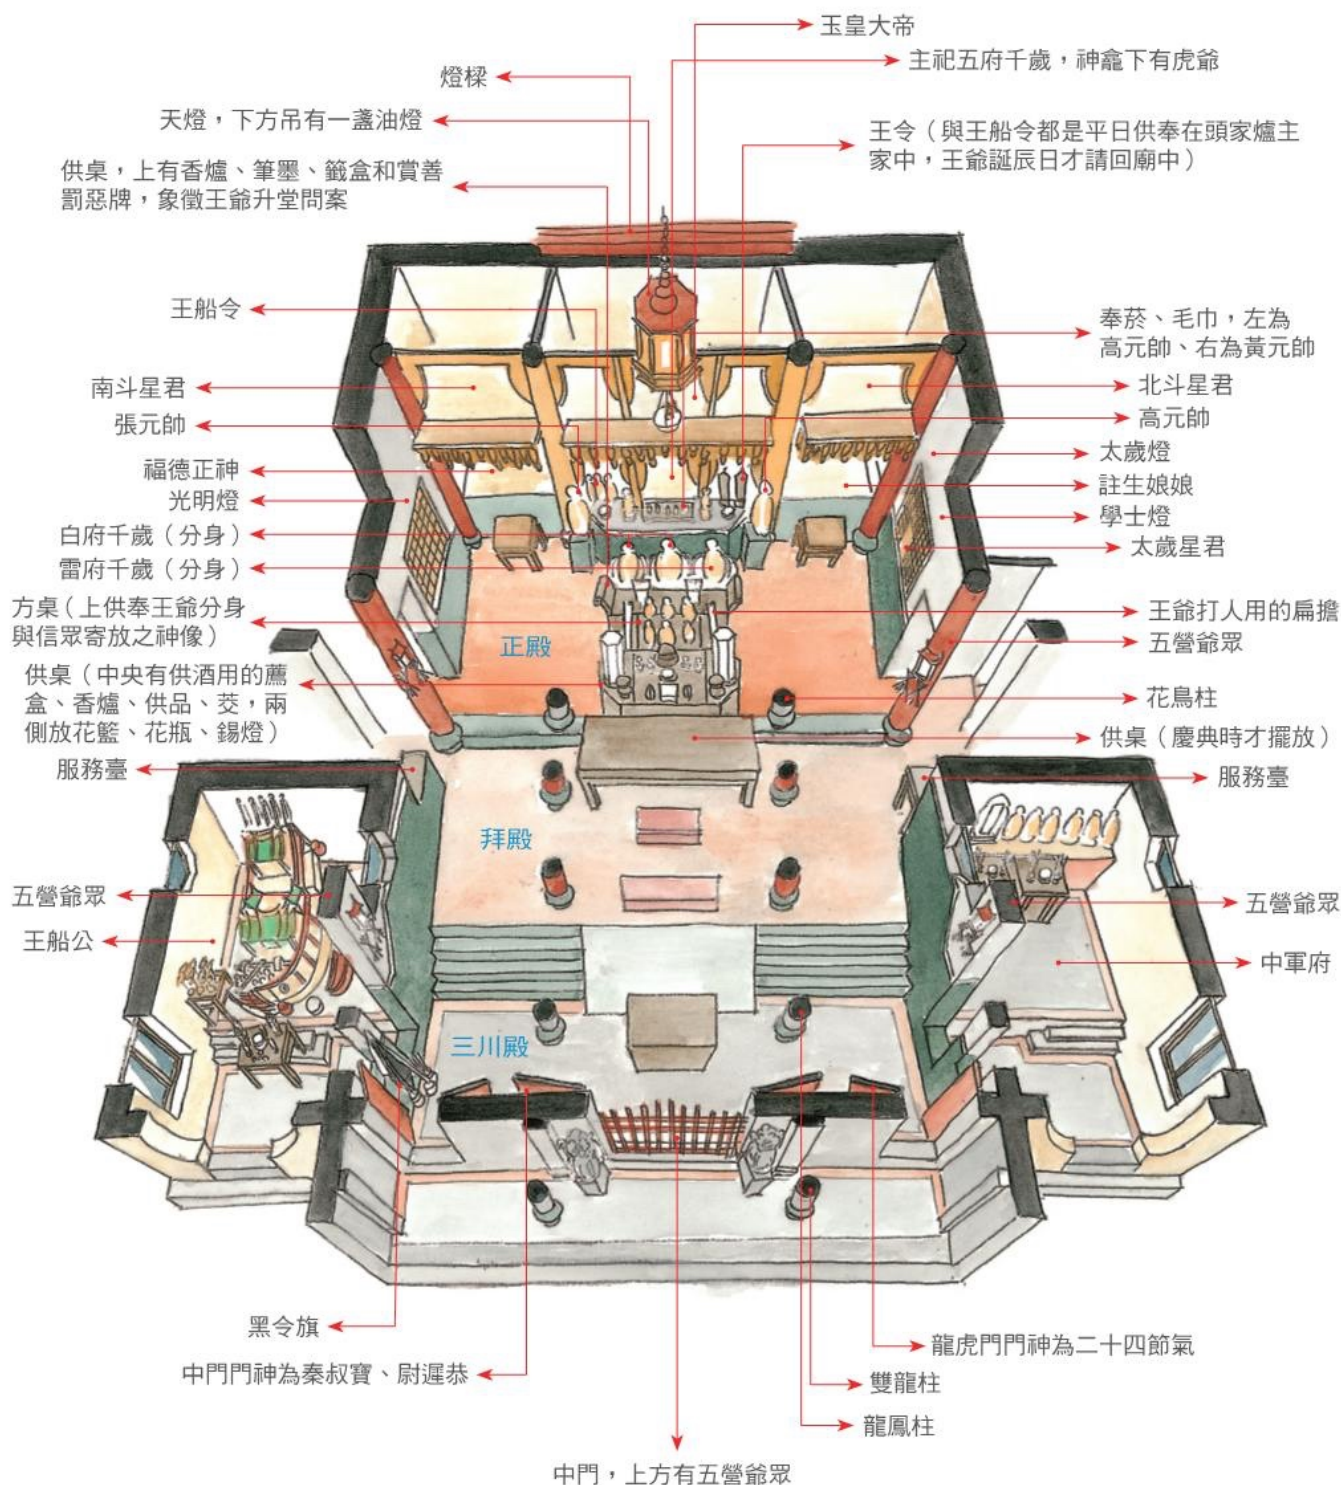 玉皇大帝
主祀五府千歲，神龕下有虎爺
燈樑
天燈，下方吊有一盞油燈
王令（與王船令都是平日供奉在頭家爐主
家中，王爺誕辰日才請回廟中）
供桌，上有香爐、筆墨、籤盒和賞善
罰惡牌，象徵王爺升堂問案
王船令
奉菸、毛巾，左為
高元帥、右為黃元帥
南斗星君
北斗星君
張元帥
高元帥
福德正神
太歲燈
光明燈
註生娘娘
白府千歲（分身）
學士燈
雷府千歲（分身）
太歲星君
方桌（上供奉王爺分身
與信眾寄放之神像）
王爺打人用的扁擔
正殿
五營爺眾
供桌（中央有供酒用的薦
盒、香爐、供品、茭，兩
側放花籃、花瓶、錫燈）
花鳥柱
供桌（慶典時才擺放）
服務臺
服務臺
拜殿
五營爺眾
五營爺眾
王船公
中軍府
三川殿
黑令旗
中門門神為秦叔寶、尉遲恭
龍虎門門神為二十四節氣
雙龍柱
龍鳳柱
中門，上方有五營爺眾